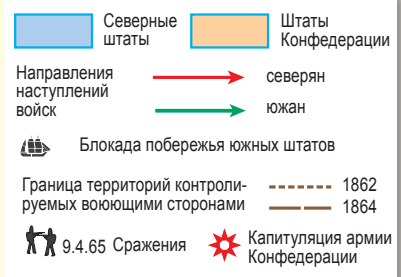 Северные штаты
Штаты Конфедерации
Направления наступлений войск
северян
южан
Блокада побережья южных штатов
Граница территорий контроли-
руемых воюющими сторонами
1862
1864
9.4.65 Сражения
Капитуляция армии Конфедерации